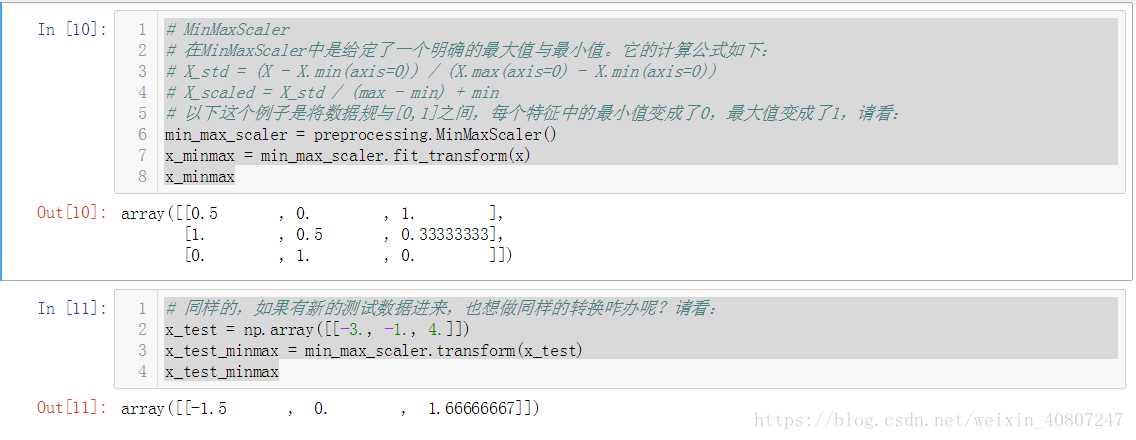 In [10]:
1 # MinMaxScaler
2 # 在MinMaxScaler中是给定了一个明确的最大值与最小值。它的计算公式如下:
3 # X_std = (X - X.min(axis=0)) / (X.max(axis=0) - X.min(axis=0))
4 # X_scaled = X_std / (max - min) + min
5 # 以下这个例子是将数据规与[0,1]之间，每个特征中的最小值变成了0，最大值变成了1，请看:
6 min_max_scaler = preprocessing.MinMaxScaler()
7 x_minmax = min_max_scaler.fit_transform(x)
8 x_minmax
Out[10]: array([[0.5       , 0.        , 1.        ],
[1.        , 0.5       , 0.33333333],
[0.        , 1.        , 0.        ]])
In [11]:
1 # 同样的，如果有新的测试数据进来，也想做同样的转换咋办呢？请看:
2 x_test = np.array([[-3., -1., 4.]])
3 x_test_minmax = min_max_scaler.transform(x_test)
4 x_test_minmax
Out[11]: array([[-1.5       ,  0.        ,  1.66666667]])
https://blog.csdn.net/weixin_40807247